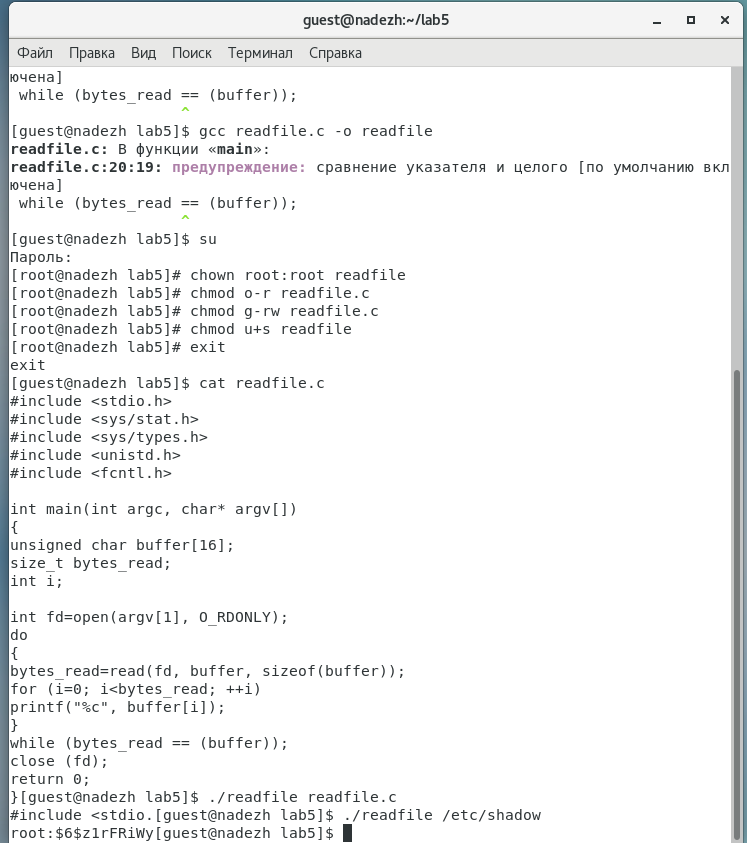 guest@nadezh:~/lab5
Файл Правка Вид Поиск Терминал Справка
ючена]
 while (bytes_read == (buffer));
                   ^
[guest@nadezh lab5]$ gcc readfile.c -o readfile
readfile.c: В функции «main»:
readfile.c:20:19: предупреждение: сравнение указателя и целого [по умолчанию вкл
ючена]
 while (bytes_read == (buffer));
                   ^
[guest@nadezh lab5]$ su
Пароль:
[root@nadezh lab5]# chown root:root readfile
[root@nadezh lab5]# chmod o-r readfile.c
[root@nadezh lab5]# chmod g-rw readfile.c
[root@nadezh lab5]# chmod u+s readfile
[root@nadezh lab5]# exit
exit
[guest@nadezh lab5]$ cat readfile.c
#include <stdio.h>
#include <sys/stat.h>
#include <sys/types.h>
#include <unistd.h>
#include <fcntl.h>

int main(int argc, char* argv[])
{
unsigned char buffer[16];
size_t bytes_read;
int i;

int fd=open(argv[1], O_RDONLY);
do
{
bytes_read=read(fd, buffer, sizeof(buffer));
for (i=0; i<bytes_read; ++i)
printf("%c", buffer[i]);
}
while (bytes_read == (buffer));
close (fd);
return 0;
}[guest@nadezh lab5]$ ./readfile readfile.c
#include <stdio.[guest@nadezh lab5]$ ./readfile /etc/shadow
root:$6$z1rFRiWy[guest@nadezh lab5]$